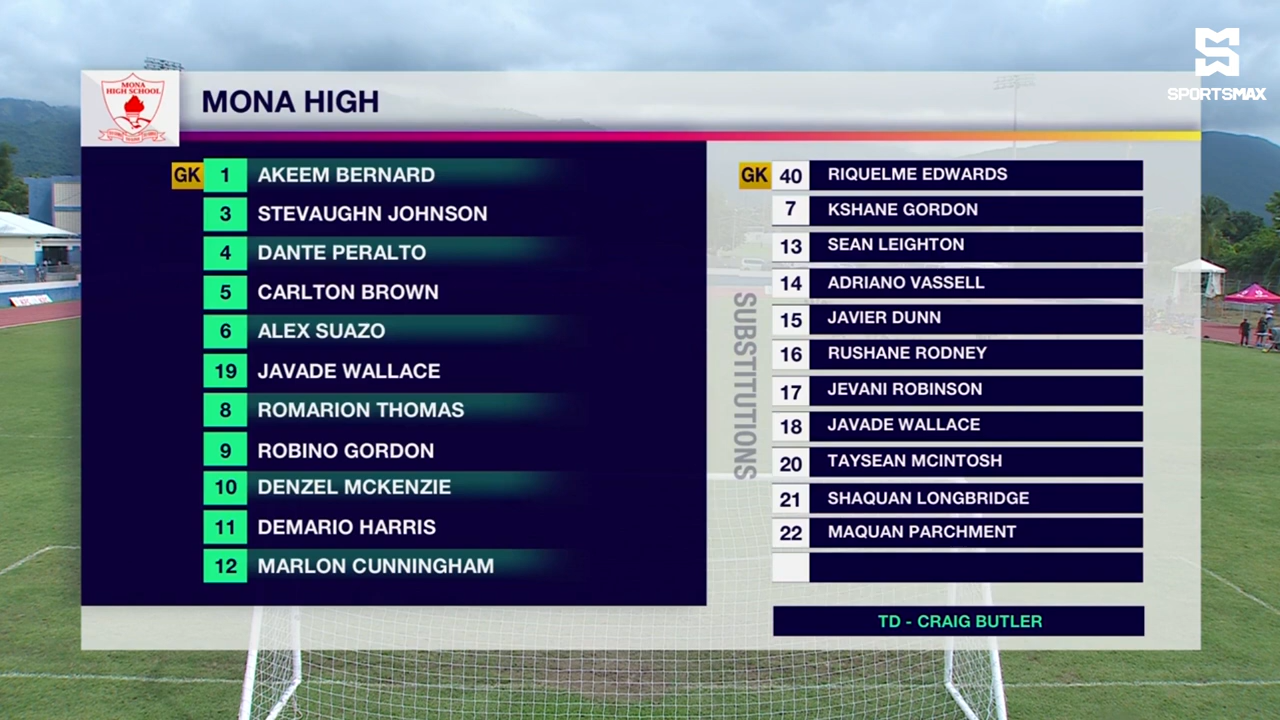 SPORTSMAX
MONA
HIGH SCHOOL
MONA HIGH
GK 1 AKEEM BERNARD
3 STEVAUGHN JOHNSON
4 DANTE PERALTO
5 CARLTON BROWN
6 ALEX SUAZO
19 JAVADE WALLACE
8 ROMARION THOMAS
9 ROBINO GORDON
10 DENZEL MCKENZIE
11 DEMARIO HARRIS
12 MARLON CUNNINGHAM
SUBSTITUTIONS
GK 40 RIQUELME EDWARDS
7 KSHANE GORDON
13 SEAN LEIGHTON
14 ADRIANO VASSELL
15 JAVIER DUNN
16 RUSHANE RODNEY
17 JEVANI ROBINSON
18 JAVADE WALLACE
20 TAYSEAN MCINTOSH
21 SHAQUAN LONGBRIDGE
22 MAQUAN PARCHMENT
TD - CRAIG BUTLER